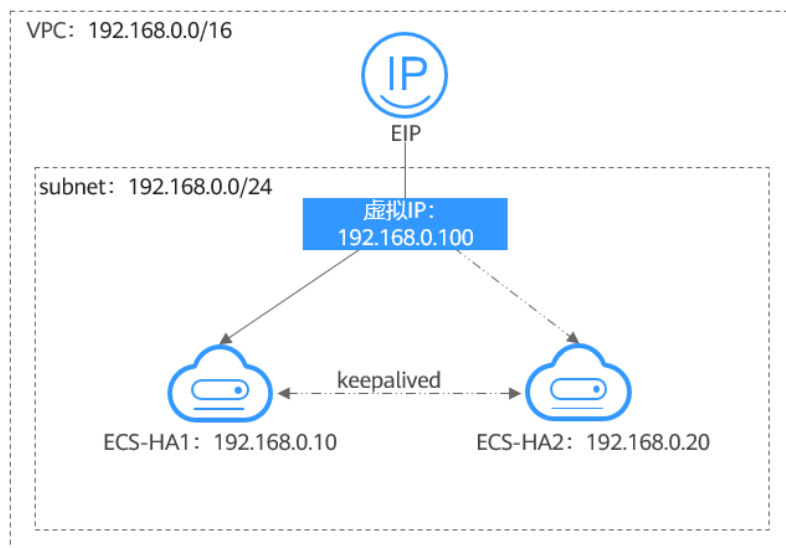 VPC：192.168.0.0/16
IP
EIP
subnet：192.168.0.0/24
虚拟IP：
192.168.0.100
keepalived
ECS-HA1：192.168.0.10
ECS-HA2：192.168.0.20